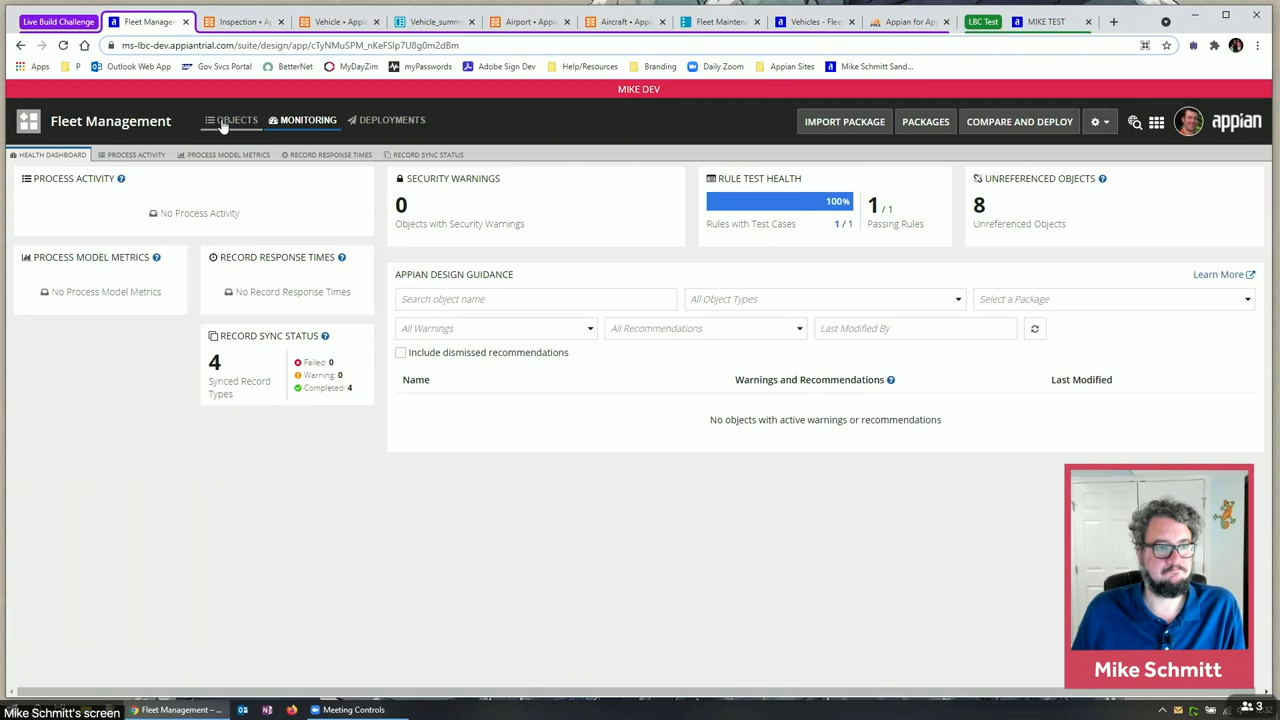 Live Build Challenge
Fleet Manageme
Inspection • A
Vehicle • Appi
Vehicle_summ
Airport • Appi
Aircraft • Appi
Fleet Mainten
Vehicles - Flee
Appian for Ap
LBC Test
MIKE TEST
ms-lbc-dev.appiantrial.com/suite/design/app/cTyNMuSPM_nKeFSIp7U8g0m2dBm
Apps
P
Outlook Web App
Gov Svcs Portal
BetterNet
MyDayZim
myPasswords
Adobe Sign Dev
Help/Resources
Branding
Daily Zoom
Appian Sites
Mike Schmitt Sand...
MIKE DEV
Fleet Management
OBJECTS
MONITORING
DEPLOYMENTS
IMPORT PACKAGE
PACKAGES
COMPARE AND DEPLOY
appian
HEALTH DASHBOARD
PROCESS ACTIVITY
PROCESS MODEL METRICS
RECORD RESPONSE TIMES
RECORD SYNC STATUS
PROCESS ACTIVITY
No Process Activity
PROCESS MODEL METRICS
No Process Model Metrics
RECORD RESPONSE TIMES
No Record Response Times
RECORD SYNC STATUS
4
Synced Record
Types
Failed: 0
Warning: 0
Completed: 4
SECURITY WARNINGS
0
Objects with Security Warnings
RULE TEST HEALTH
100%
Rules with Test Cases 1 / 1
1 / 1
Passing Rules
UNREFERENCED OBJECTS
8
Unreferenced Objects
APPIAN DESIGN GUIDANCE
Learn More
Search object name
All Object Types
Select a Package
All Warnings
All Recommendations
Last Modified By
Include dismissed recommendations
Name
Warnings and Recommendations
Last Modified
No objects with active warnings or recommendations
Mike Schmitt
Mike Schmitt's screen
Fleet Management – ...
Meeting Controls
3